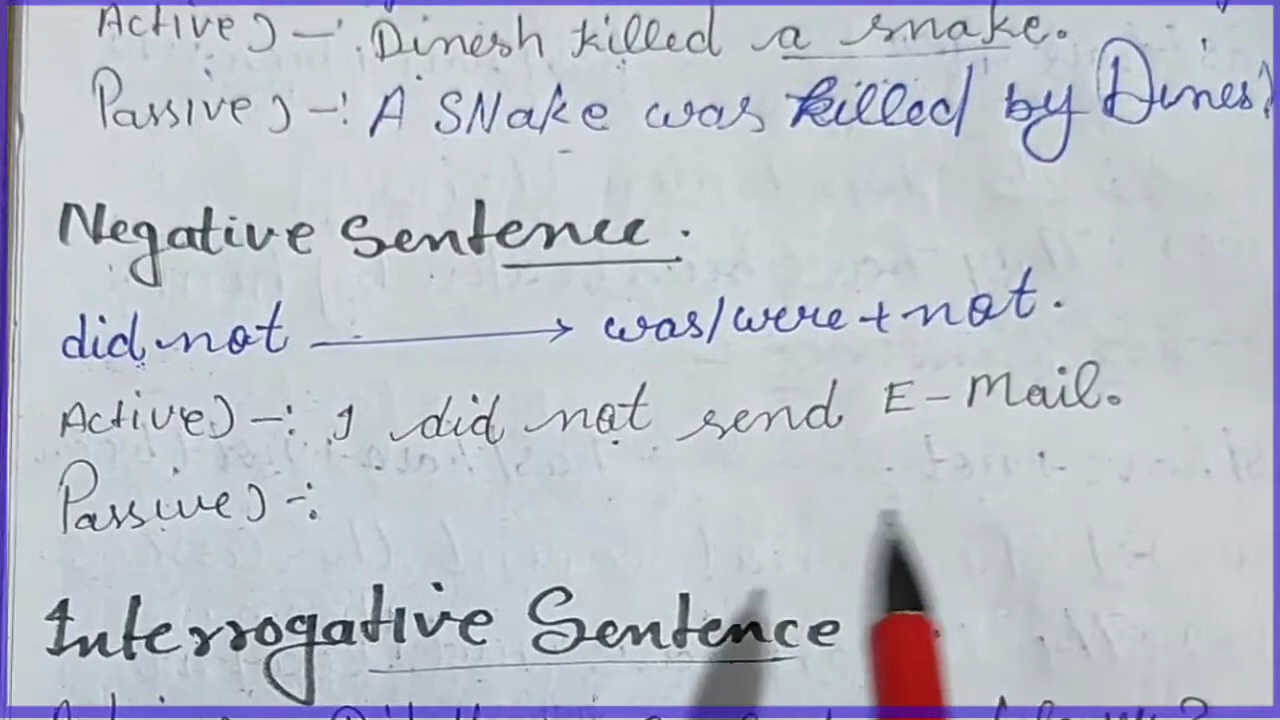 Active) -: Dinesh killed a snake.
Passive) -: A SNake was killed by Dines
Negative Sentence.
did not → was/were + not.
Active) -: I did not send E-Mail.
Passive) -:
Interrogative Sentence